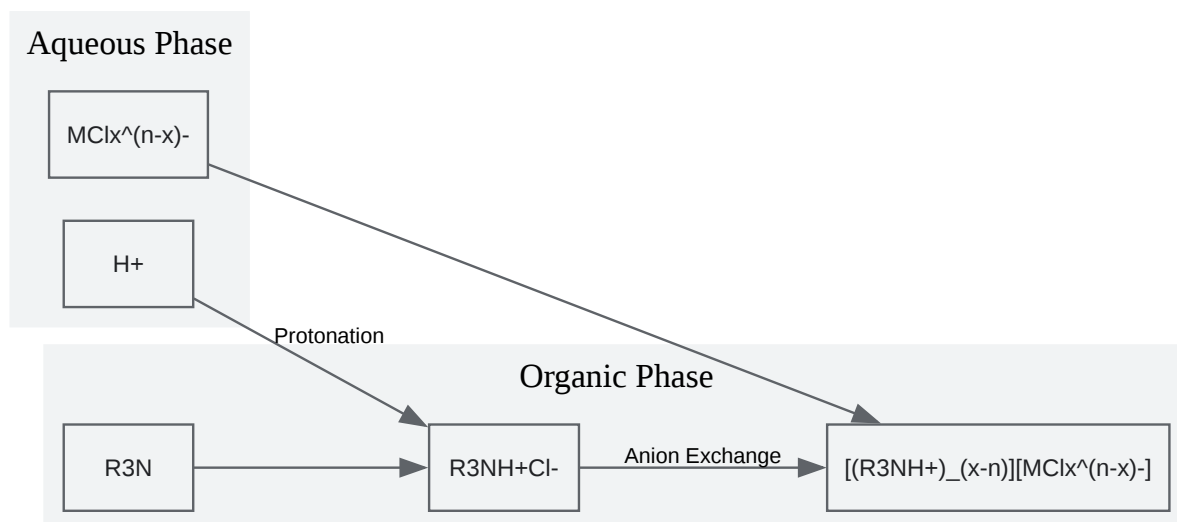 Aqueous Phase
MClx^(n-x)-
H+
Protonation
Organic Phase
R3N
R3NH+Cl-
Anion Exchange
[(R3NH+)_(x-n)][MClx^(n-x)-]